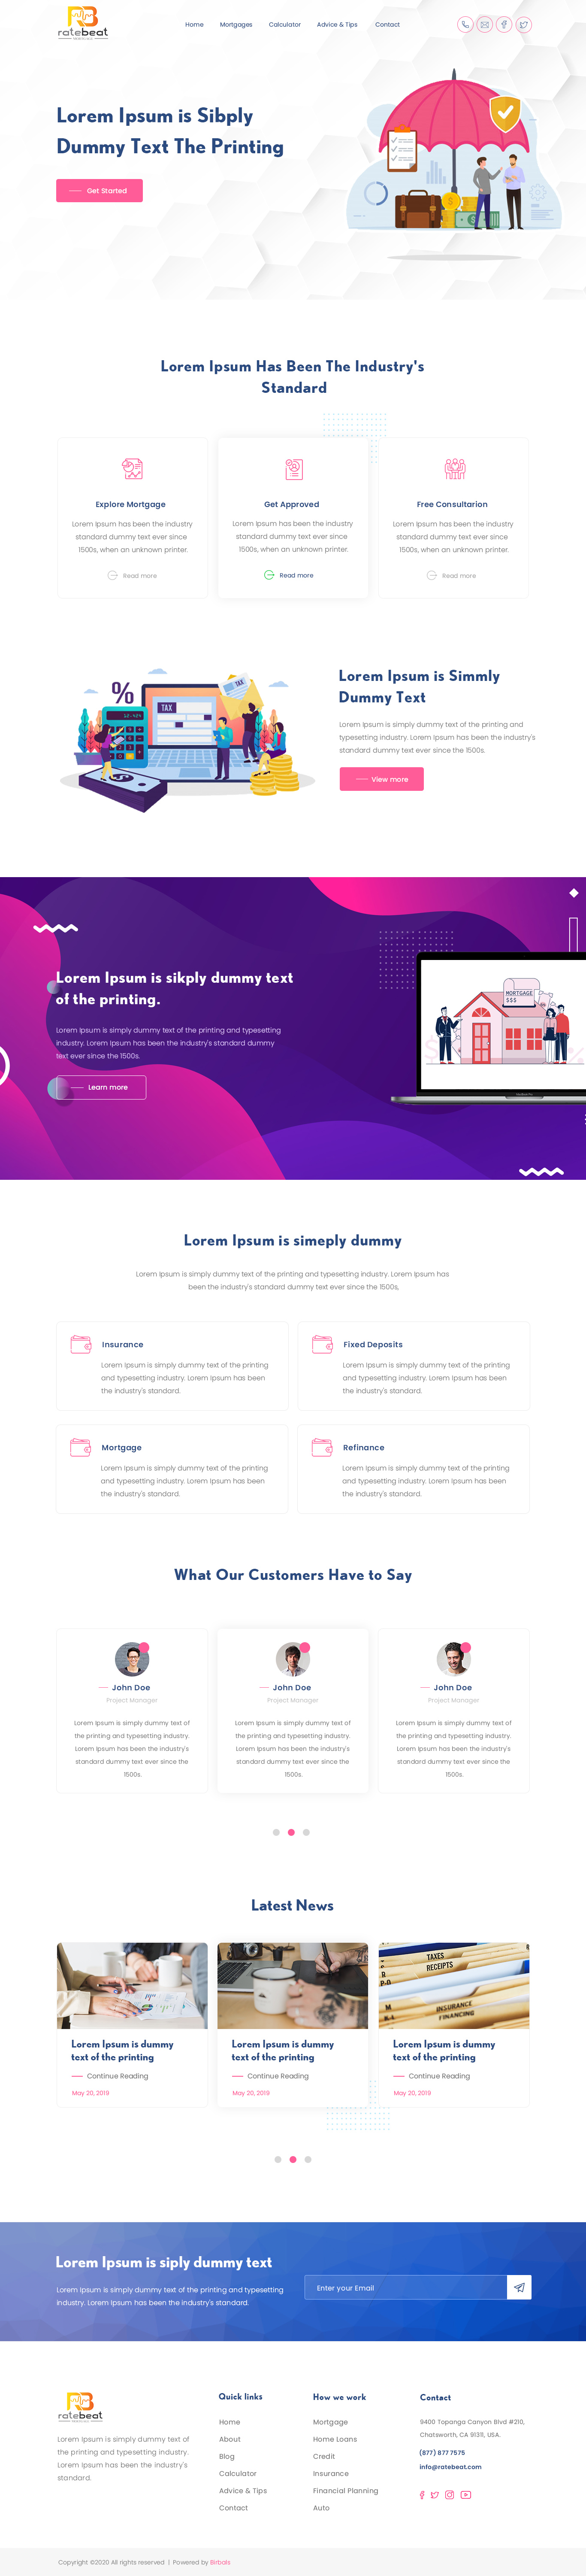 ratebeat
Home Mortgages Calculator Advice & Tips Contact
Lorem Ipsum is Sibply
Dummy Text The Printing
Get Started
Lorem Ipsum Has Been The Industry's
Standard
Explore Mortgage
Lorem Ipsum has been the industry
standard dummy text ever since
1500s, when an unknown printer.
Read more
Get Approved
Lorem Ipsum has been the industry
standard dummy text ever since
1500s, when an unknown printer.
Read more
Free Consultarion
Lorem Ipsum has been the industry
standard dummy text ever since
1500s, when an unknown printer.
Read more
TAX
TAX
%
Lorem Ipsum is Simmly
Dummy Text
Lorem Ipsum is simply dummy text of the printing and
typesetting industry. Lorem Ipsum has been the industry's
standard dummy text ever since the 1500s.
View more
Lorem Ipsum is sikply dummy text
of the printing.
Lorem Ipsum is simply dummy text of the printing and typesetting
industry. Lorem Ipsum has been the industry's standard dummy
text ever since the 1500s.
Learn more
MORTGAGE
$$$
MacBook Pro
Lorem Ipsum is simeply dummy
Lorem Ipsum is simply dummy text of the printing and typesetting industry. Lorem Ipsum has
been the industry's standard dummy text ever since the 1500s,
Insurance
Lorem Ipsum is simply dummy text of the printing
and typesetting industry. Lorem Ipsum has been
the industry's standard.
Fixed Deposits
Lorem Ipsum is simply dummy text of the printing
and typesetting industry. Lorem Ipsum has been
the industry's standard.
Mortgage
Lorem Ipsum is simply dummy text of the printing
and typesetting industry. Lorem Ipsum has been
the industry's standard.
Refinance
Lorem Ipsum is simply dummy text of the printing
and typesetting industry. Lorem Ipsum has been
the industry's standard.
What Our Customers Have to Say
John Doe
Project Manager
Lorem Ipsum is simply dummy text of
the printing and typesetting industry.
Lorem Ipsum has been the industry's
standard dummy text ever since the
1500s.
John Doe
Project Manager
Lorem Ipsum is simply dummy text of
the printing and typesetting industry.
Lorem Ipsum has been the industry's
standard dummy text ever since the
1500s.
John Doe
Project Manager
Lorem Ipsum is simply dummy text of
the printing and typesetting industry.
Lorem Ipsum has been the industry's
standard dummy text ever since the
1500s.
Latest News
Lorem Ipsum is dummy
text of the printing
Continue Reading
May 20, 2019
Lorem Ipsum is dummy
text of the printing
Continue Reading
May 20, 2019
TAXES
RECEIPTS
INSURANCE
FINANCING
Lorem Ipsum is dummy
text of the printing
Continue Reading
May 20, 2019
Lorem Ipsum is siply dummy text
Lorem Ipsum is simply dummy text of the printing and typesetting
industry. Lorem Ipsum has been the industry's standard.
Enter your Email
ratebeat
Lorem Ipsum is simply dummy text of
the printing and typesetting industry.
Lorem Ipsum has been the industry's
standard.
Quick links
Home
About
Blog
Calculator
Advice & Tips
Contact
How we work
Mortgage
Home Loans
Credit
Insurance
Financial Planning
Auto
Contact
9400 Topanga Canyon Blvd #210,
Chatsworth, CA 91311, USA.
(877) 877 7575
info@ratebeat.com
Copyright ©2020 All rights reserved | Powered by Birbals